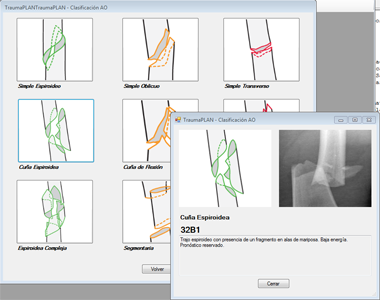 TraumaPLANTraumaPLAN - Clasificación AO
Simple Espiroideo
Simple Oblicuo
Simple Transverso
Cuña Espiroidea
Cuña de Flexión
Espiroidea Compleja
Segmentaria
Volver
TraumaPLAN - Clasificación AO
Cuña Espiroidea
32B1
Trazo espiroideo con presencia de un fragmento en alas de mariposa. Baja energía.
Pronóstico reservado.
Cerrar